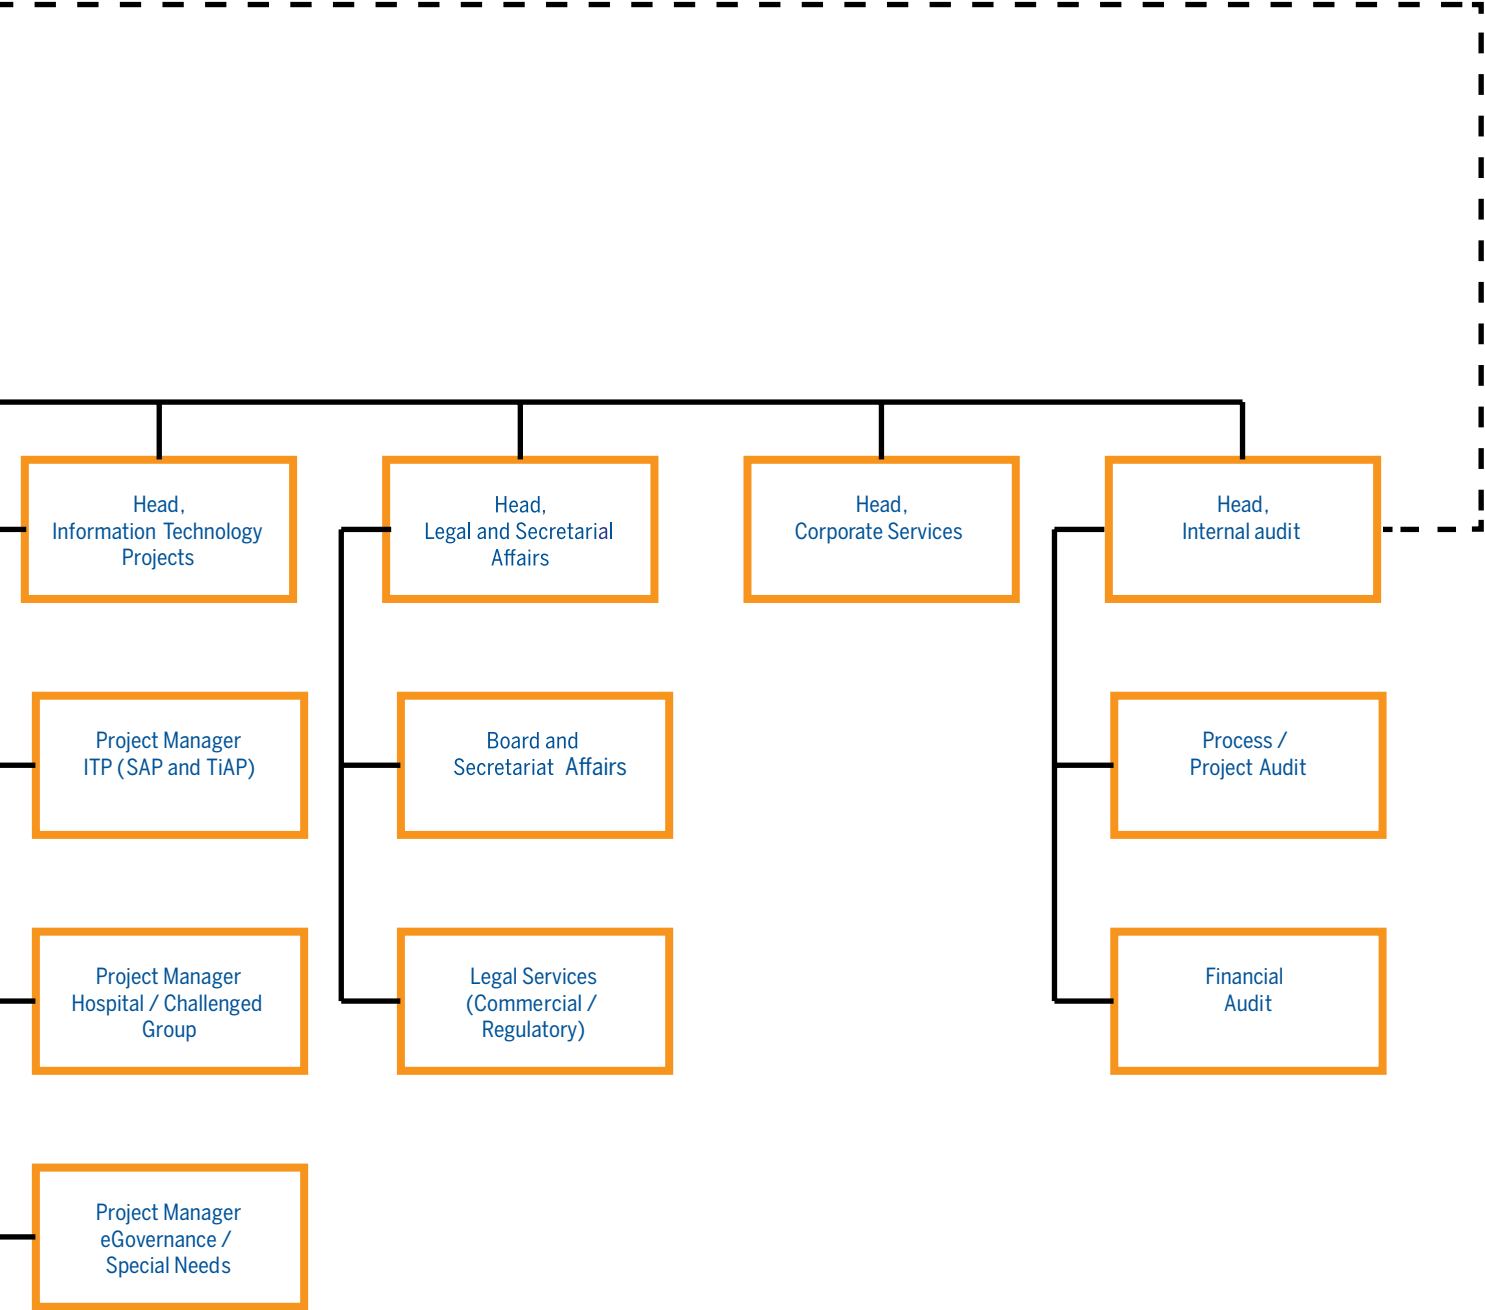 Head,
Information Technology
Projects
Head,
Legal and Secretarial
Affairs
Head,
Corporate Services
Head,
Internal audit
Project Manager
ITP (SAP and TiAP)
Board and
Secretariat Affairs
Process /
Project Audit
Project Manager
Hospital / Challenged
Group
Legal Services
(Commercial /
Regulatory)
Financial
Audit
Project Manager
eGovernance /
Special Needs